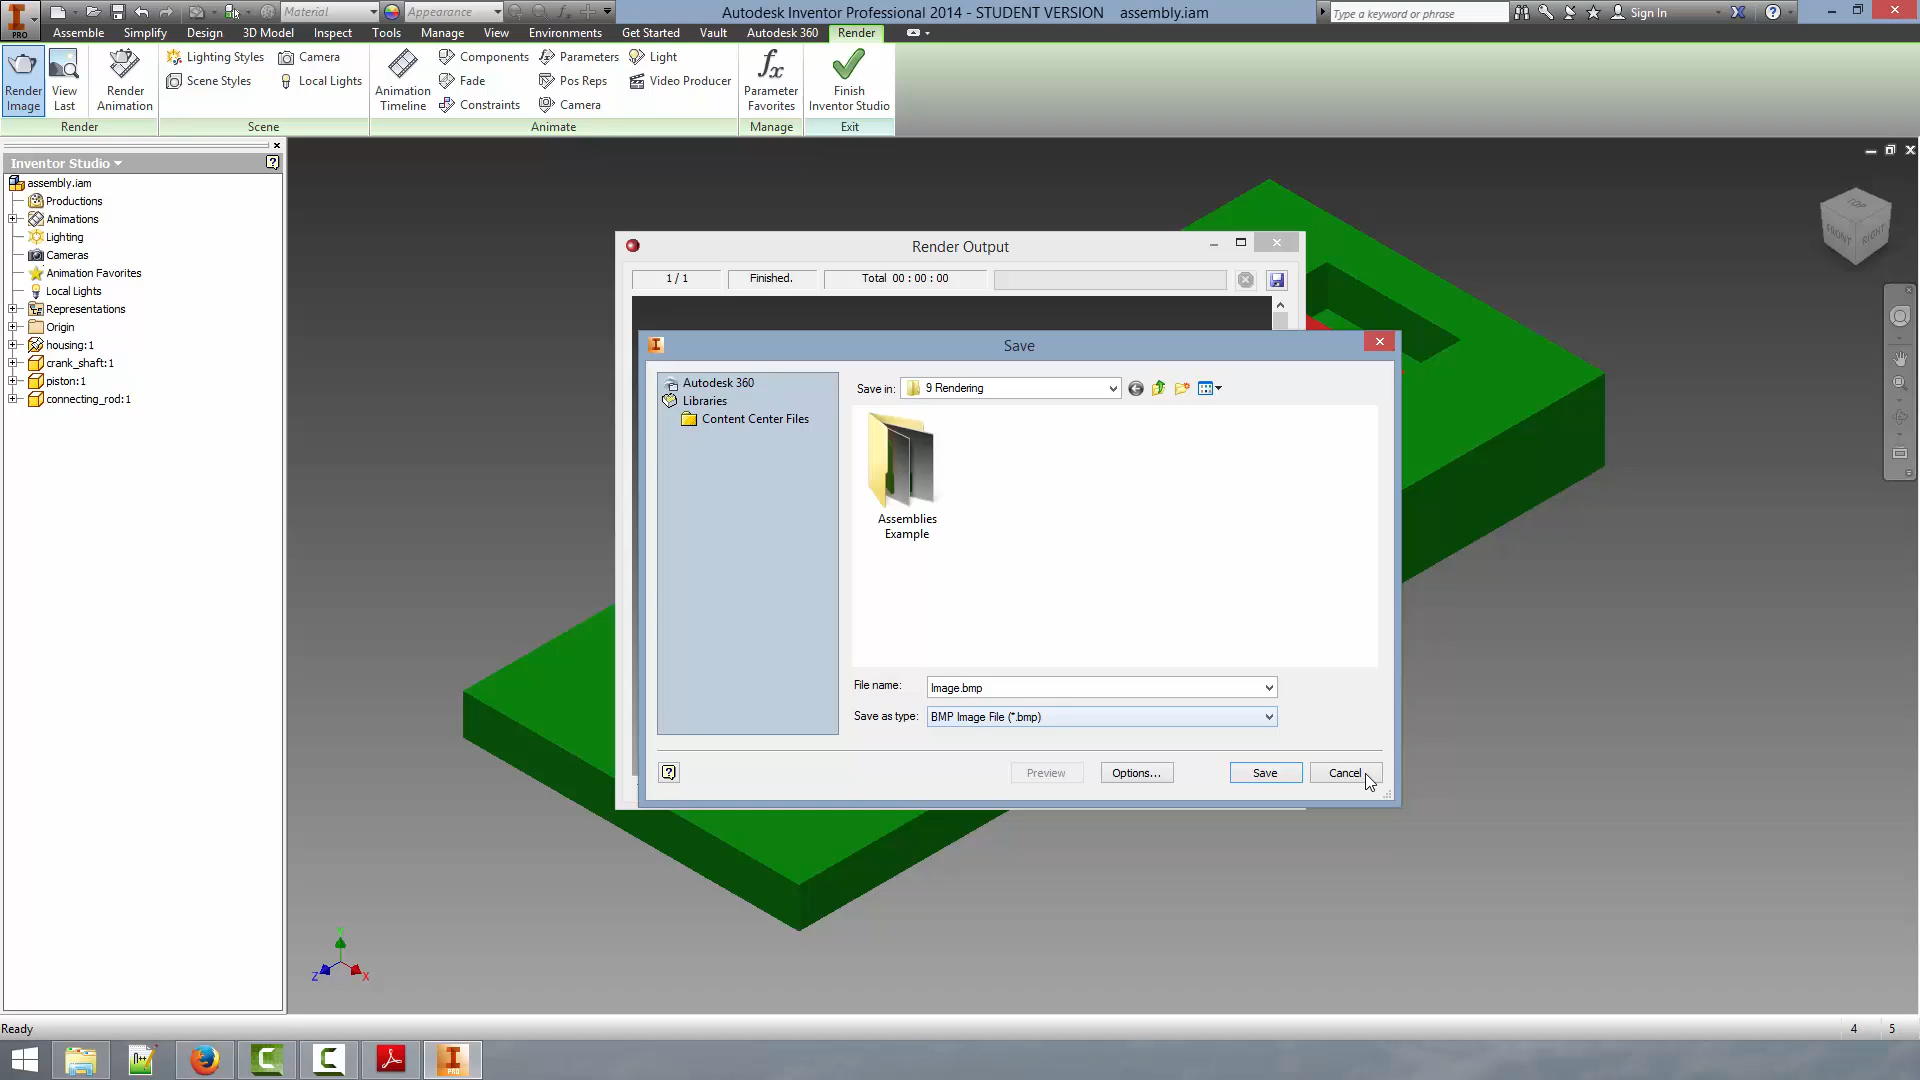 Material
Appearance
Autodesk Inventor Professional 2014 - STUDENT VERSION assembly.iam
Type a keyword or phrase
Sign In
PRO
Assemble Simplify Design 3D Model Inspect Tools Manage View Environments Get Started Vault Autodesk 360 Render
Render Image
View Last
Render Animation
Lighting Styles
Scene Styles
Camera
Local Lights
Animation Timeline
Components
Fade
Constraints
Parameters
Pos Reps
Camera
Light
Video Producer
fx
Parameter Favorites
Finish Inventor Studio
Render Scene Animate Manage Exit
Inventor Studio
assembly.iam
Productions
Animations
Lighting
Cameras
Animation Favorites
Local Lights
Representations
Origin
housing:1
crank_shaft:1
piston:1
connecting_rod:1
TOP
FRONT
RIGHT
Render Output
1 / 1
Finished.
Total 00 : 00 : 00
Save
Autodesk 360
Libraries
Content Center Files
Save in:
9 Rendering
Assemblies
Example
File name:
Image.bmp
Save as type:
BMP Image File (*.bmp)
Preview
Options...
Save
Cancel
Y
Z
X
Ready
4
5
PRO